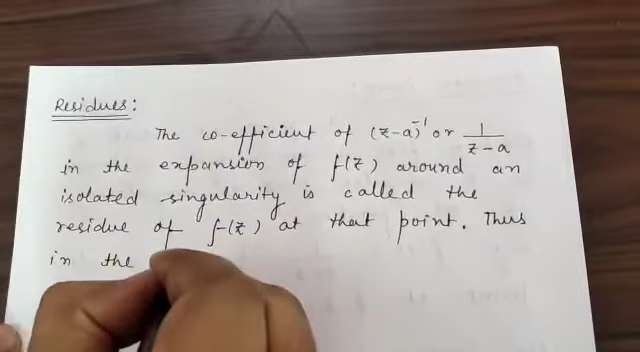 Residues:
The co-efficient of (z-a)⁻¹ or 1/(z-a)
in the expansion of f(z) around an
isolated singularity is called the
residue of f(z) at that point. Thus
in the